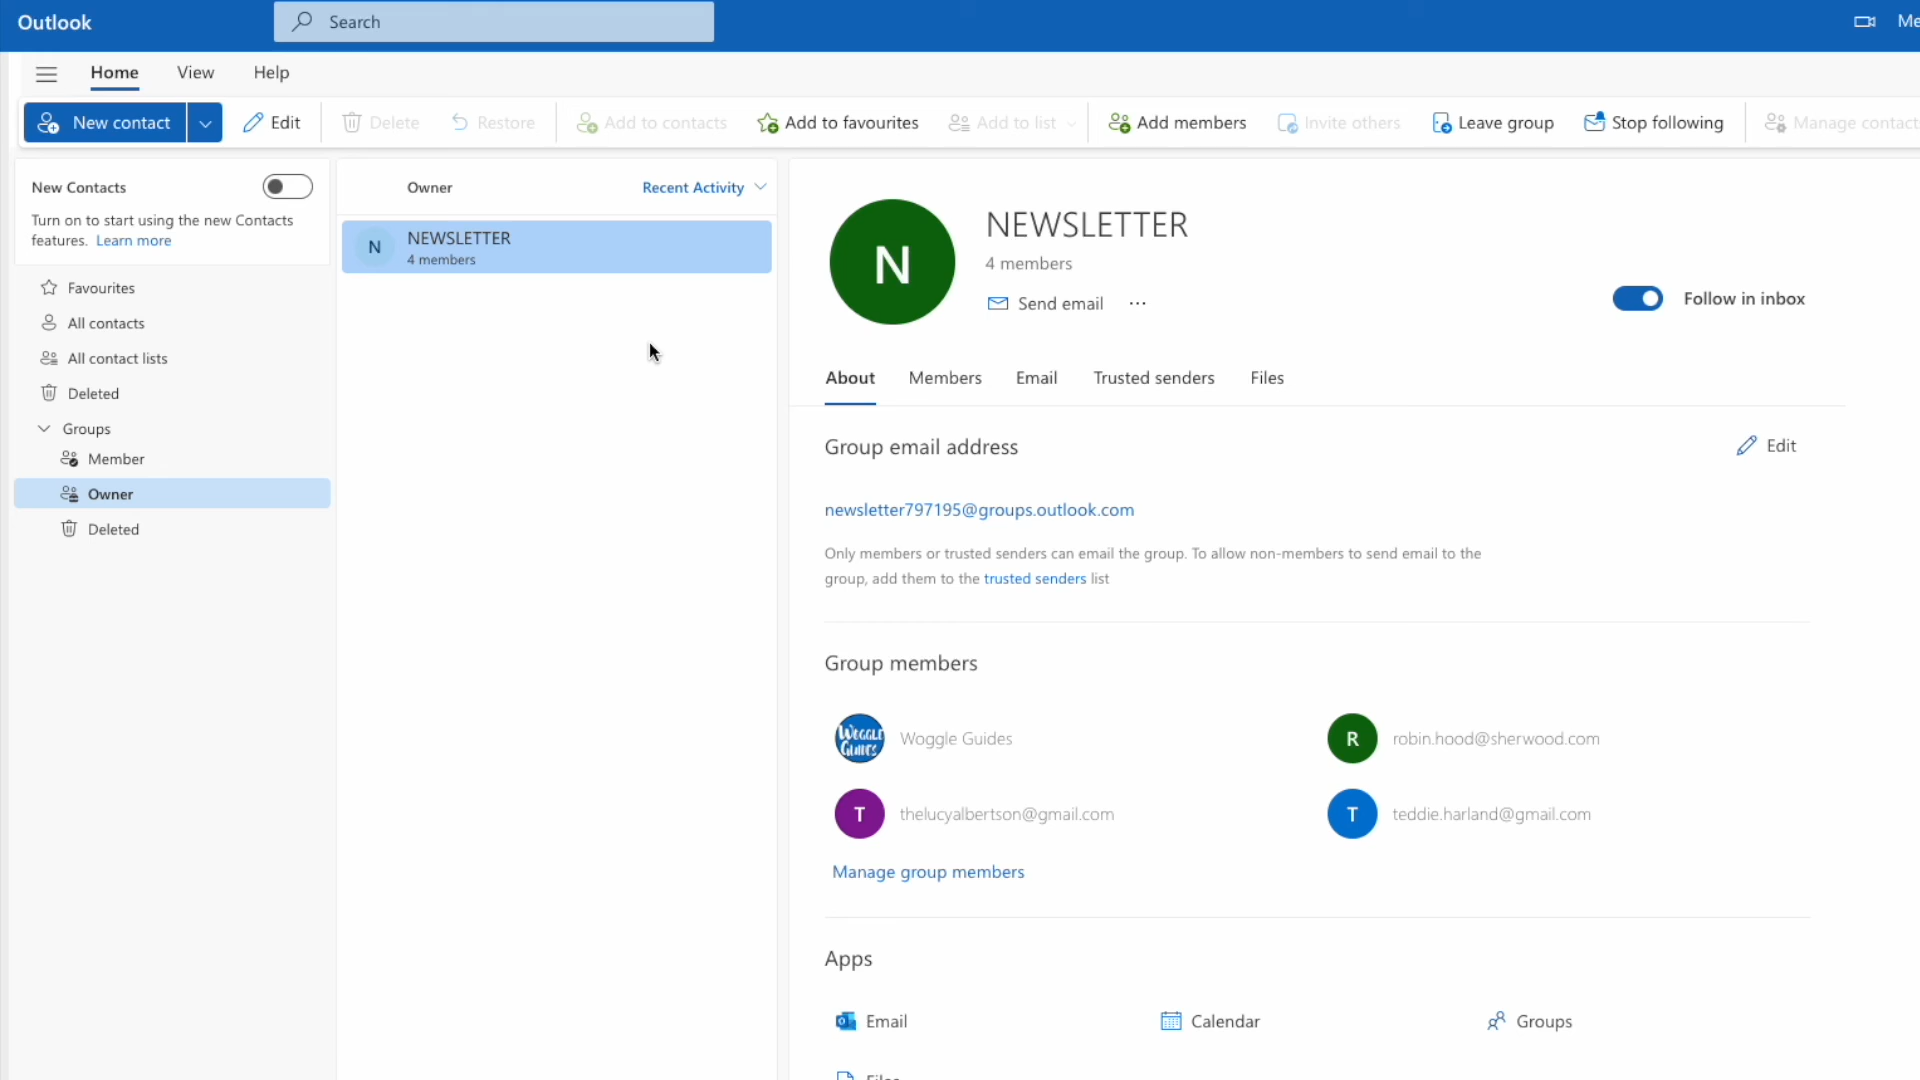 Outlook
Search
Me
Home View Help
New contact Edit Delete Restore Add to contacts Add to favourites Add to list Add members Invite others Leave group Stop following Manage contact
New Contacts
Turn on to start using the new Contacts
features. Learn more
Favourites
All contacts
All contact lists
Deleted
Groups
Member
Owner
Deleted
Owner Recent Activity
N NEWSLETTER
4 members
N
NEWSLETTER
4 members
Send email ...
Follow in inbox
About Members Email Trusted senders Files
Group email address Edit
newsletter797195@groups.outlook.com
Only members or trusted senders can email the group. To allow non-members to send email to the
group, add them to the trusted senders list
Group members
WOGGLE
GUIDES
Woggle Guides
R robin.hood@sherwood.com
T thelucyalbertson@gmail.com
T teddie.harland@gmail.com
Manage group members
Apps
Email Calendar Groups
Files